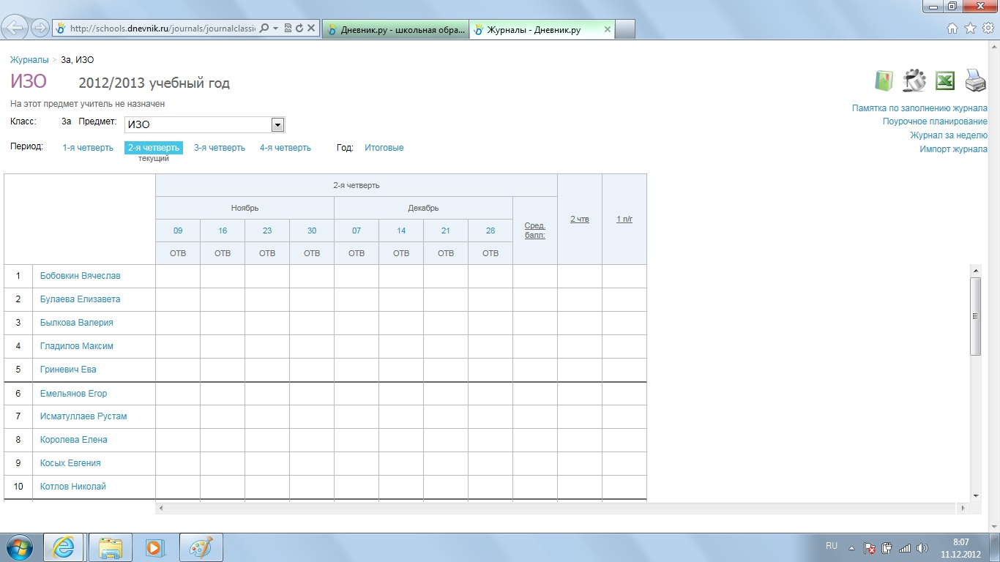 http://schools.dnevnik.ru/journals/journalclassi
Дневник.ру - школьная обра...
Журналы - Дневник.ру
Журналы > 3а, ИЗО
ИЗО 2012/2013 учебный год
На этот предмет учитель не назначен
Класс: 3а Предмет: ИЗО
Период: 1-я четверть 2-я четверть 3-я четверть 4-я четверть Год: Итоговые
текущий
Памятка по заполнению журнала
Поурочное планирование
Журнал за неделю
Импорт журнала
2-я четверть
Ноябрь Декабрь Сред. балл: 2 чтв 1 п/г
09 16 23 30 07 14 21 28
ОТВ ОТВ ОТВ ОТВ ОТВ ОТВ ОТВ ОТВ
1 Бобовкин Вячеслав
2 Булаева Елизавета
3 Былкова Валерия
4 Гладилов Максим
5 Гриневич Ева
6 Емельянов Егор
7 Исматуллаев Рустам
8 Королева Елена
9 Косых Евгения
10 Котлов Николай
RU
8:07
11.12.2012